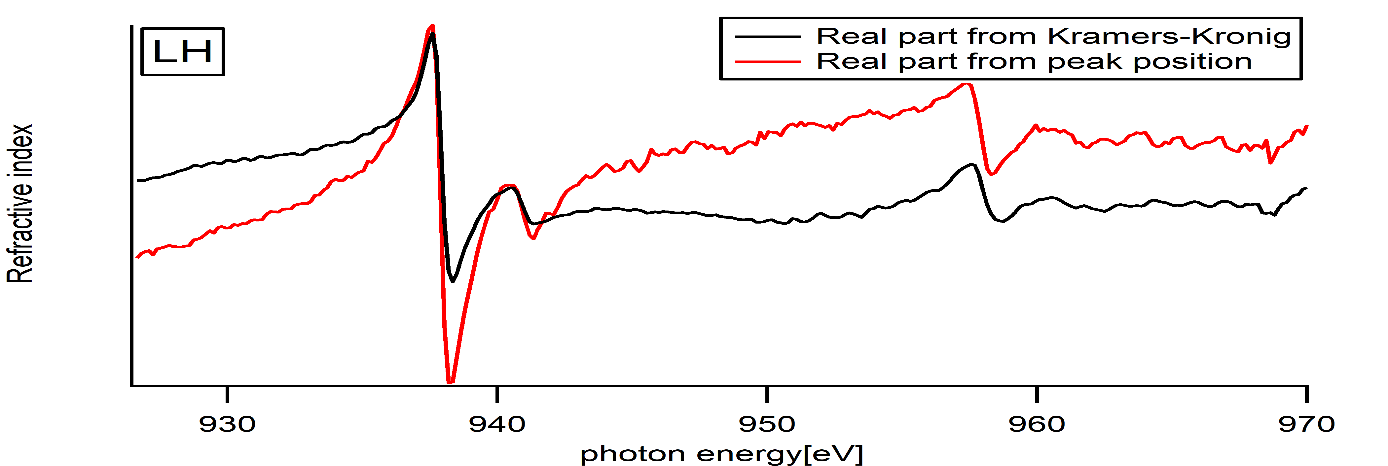 LH
Real part from Kramers-Kronig
Real part from peak position
Refractive index
930 940 950 960 970
photon energy[eV]